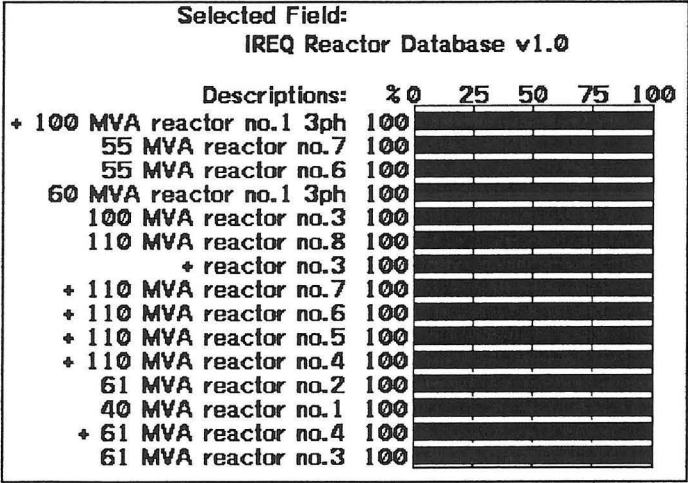 Selected Field:
IREQ Reactor Database v1.0
Descriptions: % 0 25 50 75 100
+ 100 MVA reactor no.1 3ph 100
55 MVA reactor no.7 100
55 MVA reactor no.6 100
60 MVA reactor no.1 3ph 100
100 MVA reactor no.3 100
110 MVA reactor no.8 100
+ reactor no.3 100
+ 110 MVA reactor no.7 100
+ 110 MVA reactor no.6 100
+ 110 MVA reactor no.5 100
+ 110 MVA reactor no.4 100
61 MVA reactor no.2 100
40 MVA reactor no.1 100
+ 61 MVA reactor no.4 100
61 MVA reactor no.3 100